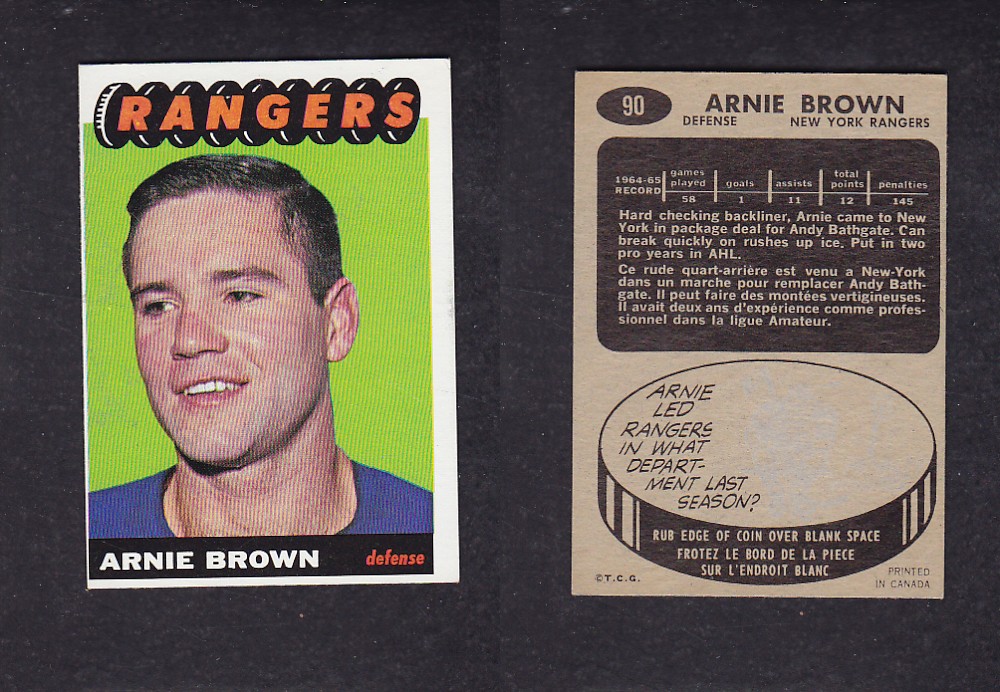 RANGERS
ARNIE BROWN defense
90
ARNIE BROWN
DEFENSE NEW YORK RANGERS
1964-65 RECORD games played goals assists total points penalties
58 1 11 12 145
Hard checking backliner, Arnie came to New
York in package deal for Andy Bathgate. Can
break quickly on rushes up ice. Put in two
pro years in AHL.
Ce rude quart-arrière est venu a New-York
dans un marche pour remplacer Andy Bath-
gate. Il peut faire des montées vertigineuses.
Il avait deux ans d'expérience comme profes-
sionnel dans la ligue Amateur.
ARNIE
LED
RANGERS
IN WHAT
DEPART-
MENT LAST
SEASON?
RUB EDGE OF COIN OVER BLANK SPACE
FROTEZ LE BORD DE LA PIECE
SUR L'ENDROIT BLANC
©T.C.G.
PRINTED
IN CANADA